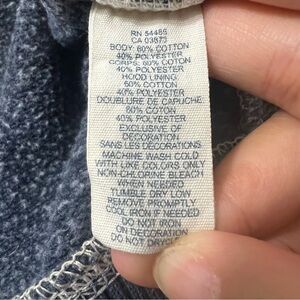 RN 54485
CA 03873
BODY: 60% COTTON
40% POLYESTER
CORPS: 60% COTON
40% POLYESTER
HOOD LINING:
60% COTTON
40% POLYESTER
DOUBLURE DE CAPUCHE:
60% COTON
40% POLYESTER
EXCLUSIVE OF
DECORATION
SANS LES DÉCORATIONS
MACHINE WASH COLD
WITH LIKE COLORS ONLY
NON-CHLORINE BLEACH
WHEN NEEDED
TUMBLE DRY LOW
REMOVE PROMPTLY
COOL IRON IF NEEDED
DO NOT IRON
ON DECORATION
DO NOT DRYCLEAN